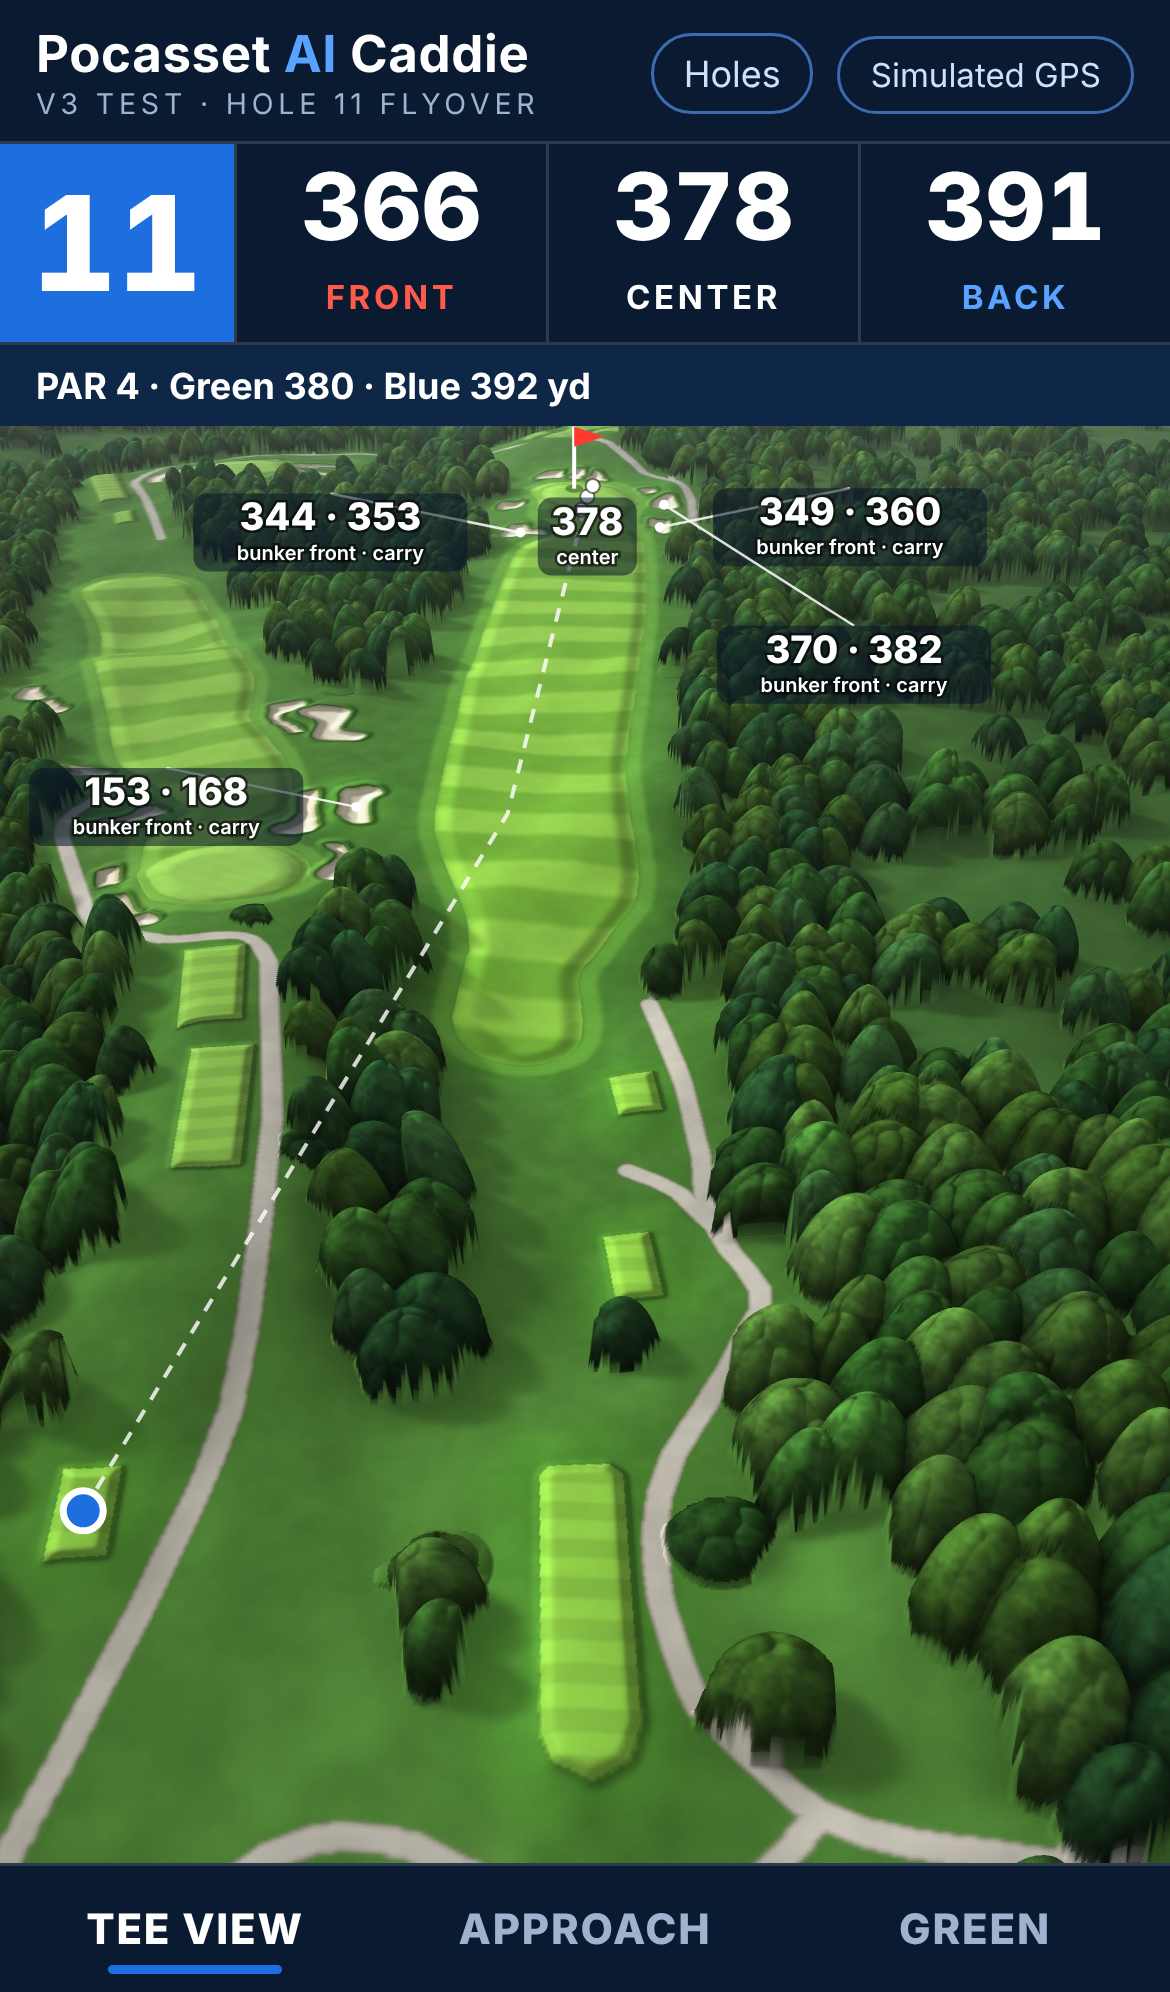 Pocasset AI Caddie
V3 TEST · HOLE 11 FLYOVER
Holes
Simulated GPS
11
366
FRONT
378
CENTER
391
BACK
PAR 4 · Green 380 · Blue 392 yd
344 · 353
bunker front · carry
378
center
349 · 360
bunker front · carry
370 · 382
bunker front · carry
153 · 168
bunker front · carry
TEE VIEW
APPROACH
GREEN